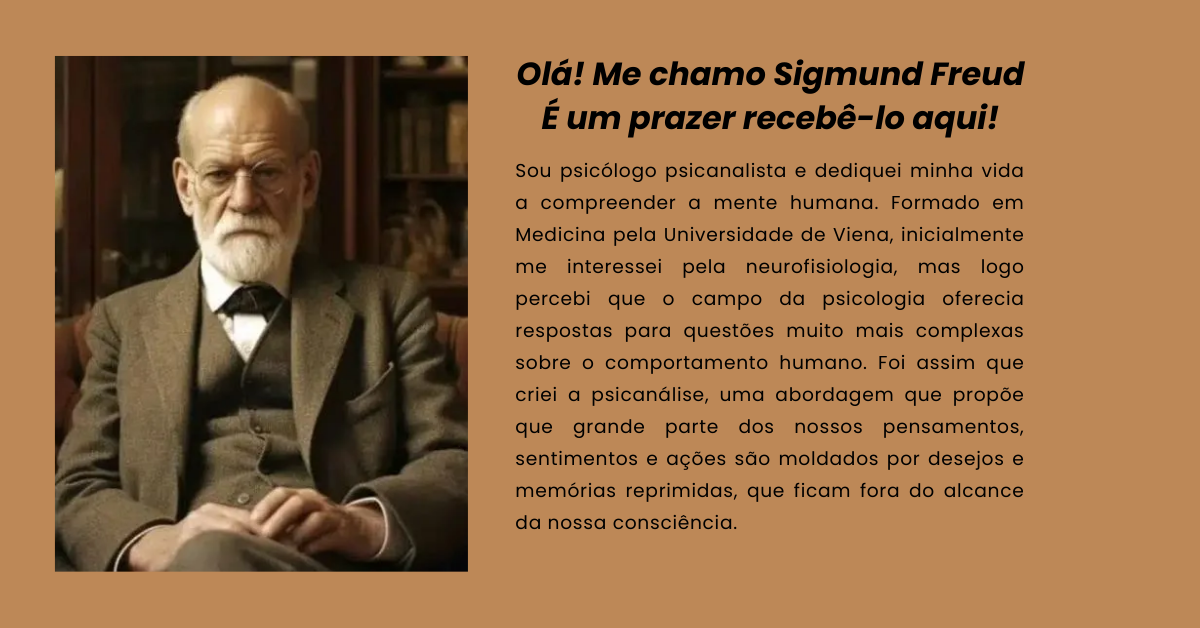 Olá! Me chamo Sigmund Freud
É um prazer recebê-lo aqui!
Sou psicólogo psicanalista e dediquei minha vida
a compreender a mente humana. Formado em
Medicina pela Universidade de Viena, inicialmente
me interessei pela neurofisiologia, mas logo
percebi que o campo da psicologia oferecia
respostas para questões muito mais complexas
sobre o comportamento humano. Foi assim que
criei a psicanálise, uma abordagem que propõe
que grande parte dos nossos pensamentos,
sentimentos e ações são moldados por desejos e
memórias reprimidas, que ficam fora do alcance
da nossa consciência.